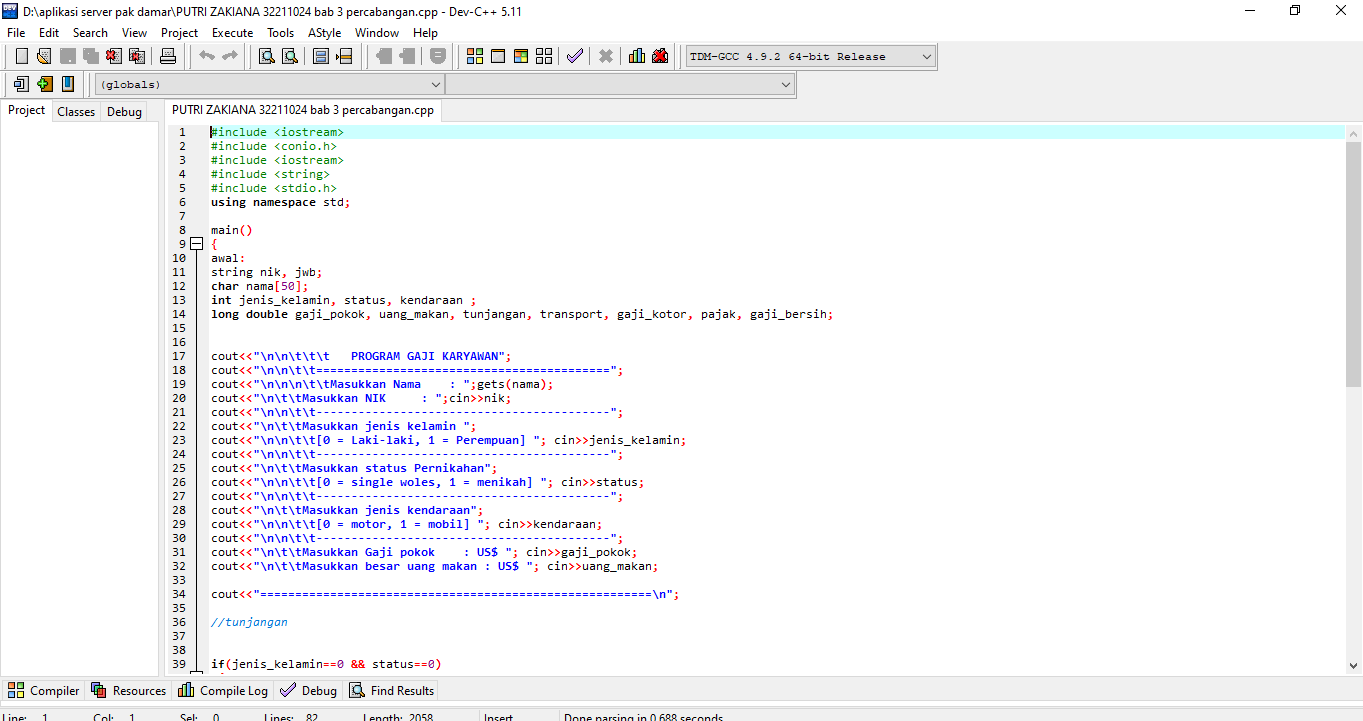 D:\aplikasi server pak damar\PUTRI ZAKIANA 32211024 bab 3 percabangan.cpp - Dev-C++ 5.11
File Edit Search View Project Execute Tools AStyle Window Help
TDM-GCC 4.9.2 64-bit Release
(globals)
Project Classes Debug
PUTRI ZAKIANA 32211024 bab 3 percabangan.cpp
1 #include <iostream>
2 #include <conio.h>
3 #include <iostream>
4 #include <string>
5 #include <stdio.h>
6 using namespace std;
7
8 main()
9 {
10 awal:
11 string nik, jwb;
12 char nama[50];
13 int jenis_kelamin, status, kendaraan ;
14 long double gaji_pokok, uang_makan, tunjangan, transport, gaji_kotor, pajak, gaji_bersih;
15
16
17 cout<<"\n\n\t\t\t   PROGRAM GAJI KARYAWAN";
18 cout<<"\n\n\t\t==========================================";
19 cout<<"\n\n\n\t\tMasukkan Nama    : ";gets(nama);
20 cout<<"\n\t\tMasukkan NIK     : ";cin>>nik;
21 cout<<"\n\n\t\t------------------------------------------";
22 cout<<"\n\t\tMasukkan jenis kelamin ";
23 cout<<"\n\n\t\t[0 = Laki-laki, 1 = Perempuan] "; cin>>jenis_kelamin;
24 cout<<"\n\n\t\t------------------------------------------";
25 cout<<"\n\t\tMasukkan status Pernikahan";
26 cout<<"\n\n\t\t[0 = single woles, 1 = menikah] "; cin>>status;
27 cout<<"\n\n\t\t------------------------------------------";
28 cout<<"\n\t\tMasukkan jenis kendaraan";
29 cout<<"\n\n\t\t[0 = motor, 1 = mobil] "; cin>>kendaraan;
30 cout<<"\n\n\t\t------------------------------------------";
31 cout<<"\n\t\tMasukkan Gaji pokok    : US$ "; cin>>gaji_pokok;
32 cout<<"\n\t\tMasukkan besar uang makan : US$ "; cin>>uang_makan;
33
34 cout<<"========================================================\n";
35
36 //tunjangan
37
38
39 if(jenis_kelamin==0 && status==0)
Compiler Resources Compile Log Debug Find Results
Line: 1 Col: 1 Sel: 0 Lines: 82 Length: 2058 Insert Done parsing in 0.688 seconds